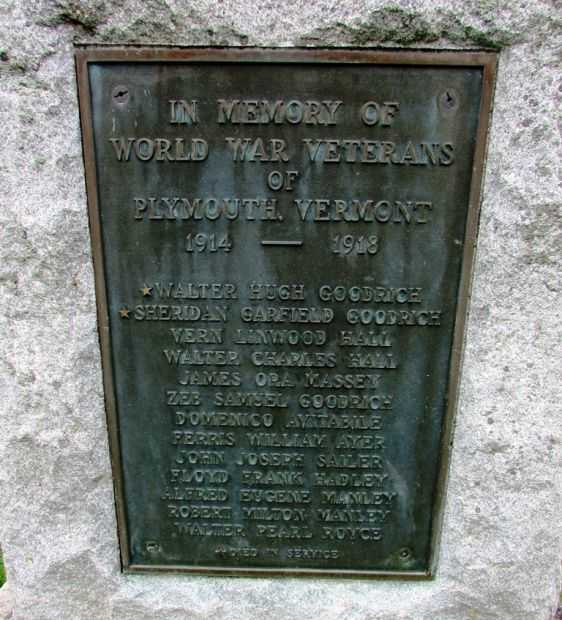 IN MEMORY OF
WORLD WAR VETERANS
OF
PLYMOUTH, VERMONT
1914 — 1918
★WALTER HUGH GOODRICH
★SHERIDAN GARFIELD GOODRICH
VERN LINWOOD HALL
WALTER CHARLES HALL
JAMES ORA MASSEY
ZEB SAMUEL GOODRICH
DOMENICO AVITABILE
FERRIS WILLIAM AYER
JOHN JOSEPH SAILER
FLOYD FRANK HADLEY
ALFRED EUGENE MANLEY
ROBERT MILTON MANLEY
WALTER PEARL ROYCE
★DIED IN SERVICE